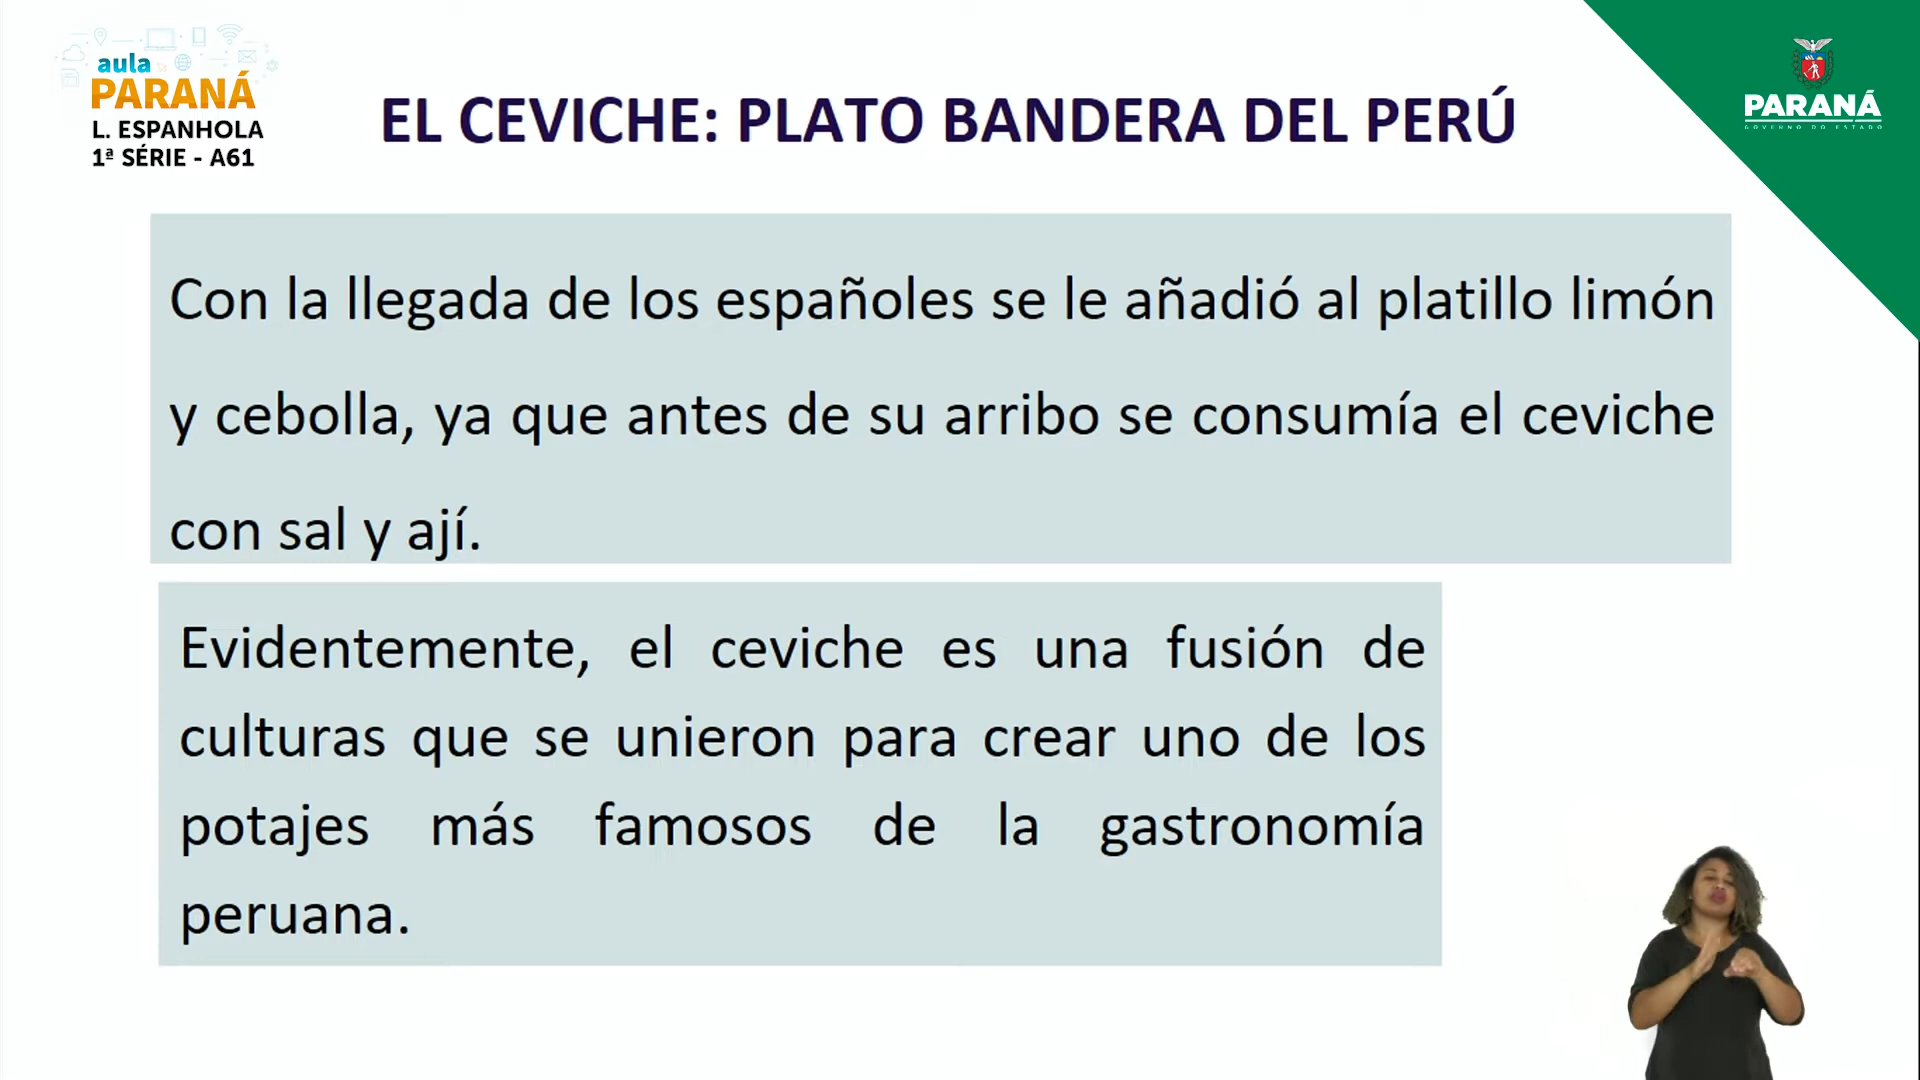 aula
PARANÁ
L. ESPANHOLA
1ª SÉRIE - A61
EL CEVICHE: PLATO BANDERA DEL PERÚ
PARANÁ
GOVERNO DO ESTADO
Con la llegada de los españoles se le añadió al platillo limón
y cebolla, ya que antes de su arribo se consumía el ceviche
con sal y ají.
Evidentemente, el ceviche es una fusión de
culturas que se unieron para crear uno de los
potajes más famosos de la gastronomía
peruana.